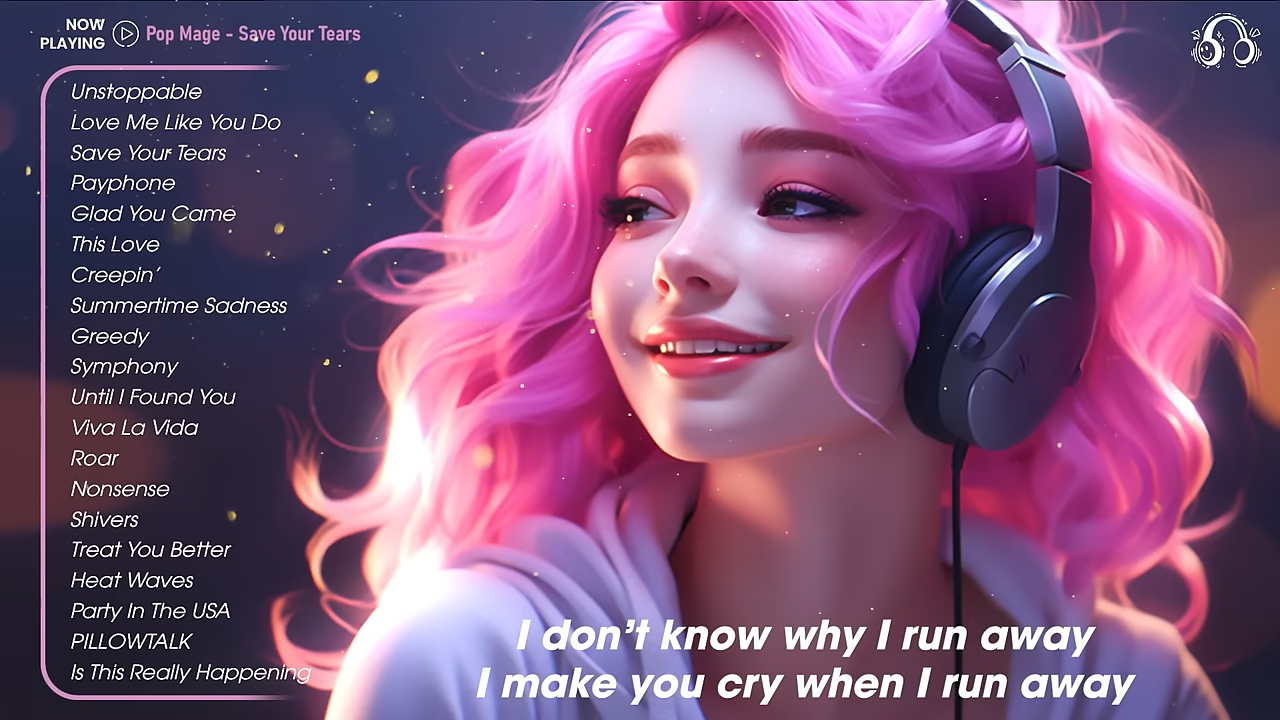 NOW
PLAYING
Pop Mage - Save Your Tears
Unstoppable
Love Me Like You Do
Save Your Tears
Payphone
Glad You Came
This Love
Creepin'
Summertime Sadness
Greedy
Symphony
Until I Found You
Viva La Vida
Roar
Nonsense
Shivers
Treat You Better
Heat Waves
Party In The USA
PILLOWTALK
Is This Really Happening
I don't know why I run away
I make you cry when I run away